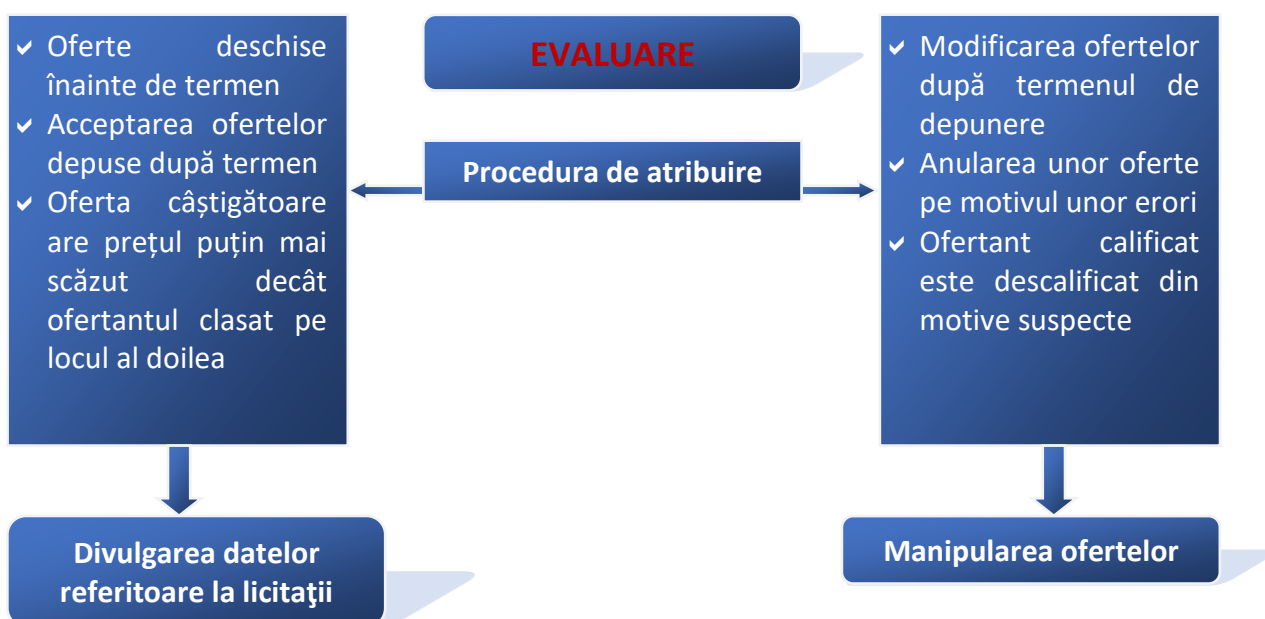 EVALUARE
Procedura de atribuire
✓ Oferte deschise
înainte de termen
✓ Acceptarea ofertelor
depuse după termen
✓ Oferta câștigătoare
are prețul puțin mai
scăzut decât
ofertantul clasat pe
locul al doilea
Divulgarea datelor
referitoare la licitaţii
✓ Modificarea ofertelor
după termenul de
depunere
✓ Anularea unor oferte
pe motivul unor erori
✓ Ofertant calificat
este descalificat din
motive suspecte
Manipularea ofertelor